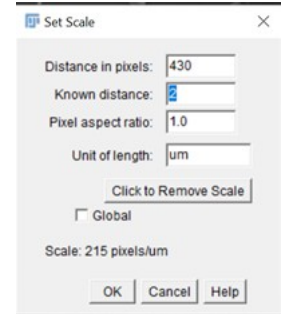 Set Scale
Distance in pixels: 430
Known distance: 2
Pixel aspect ratio: 1.0
Unit of length: um
Click to Remove Scale
Global
Scale: 215 pixels/um
OK Cancel Help